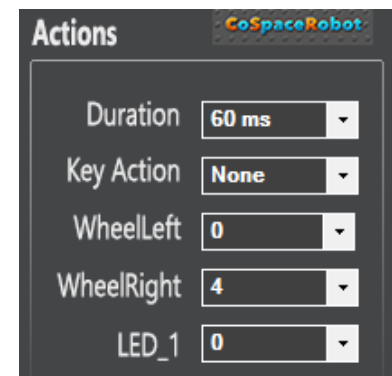 Actions CoSpaceRobot
Duration 60 ms
Key Action None
WheelLeft 0
WheelRight 4
LED_1 0